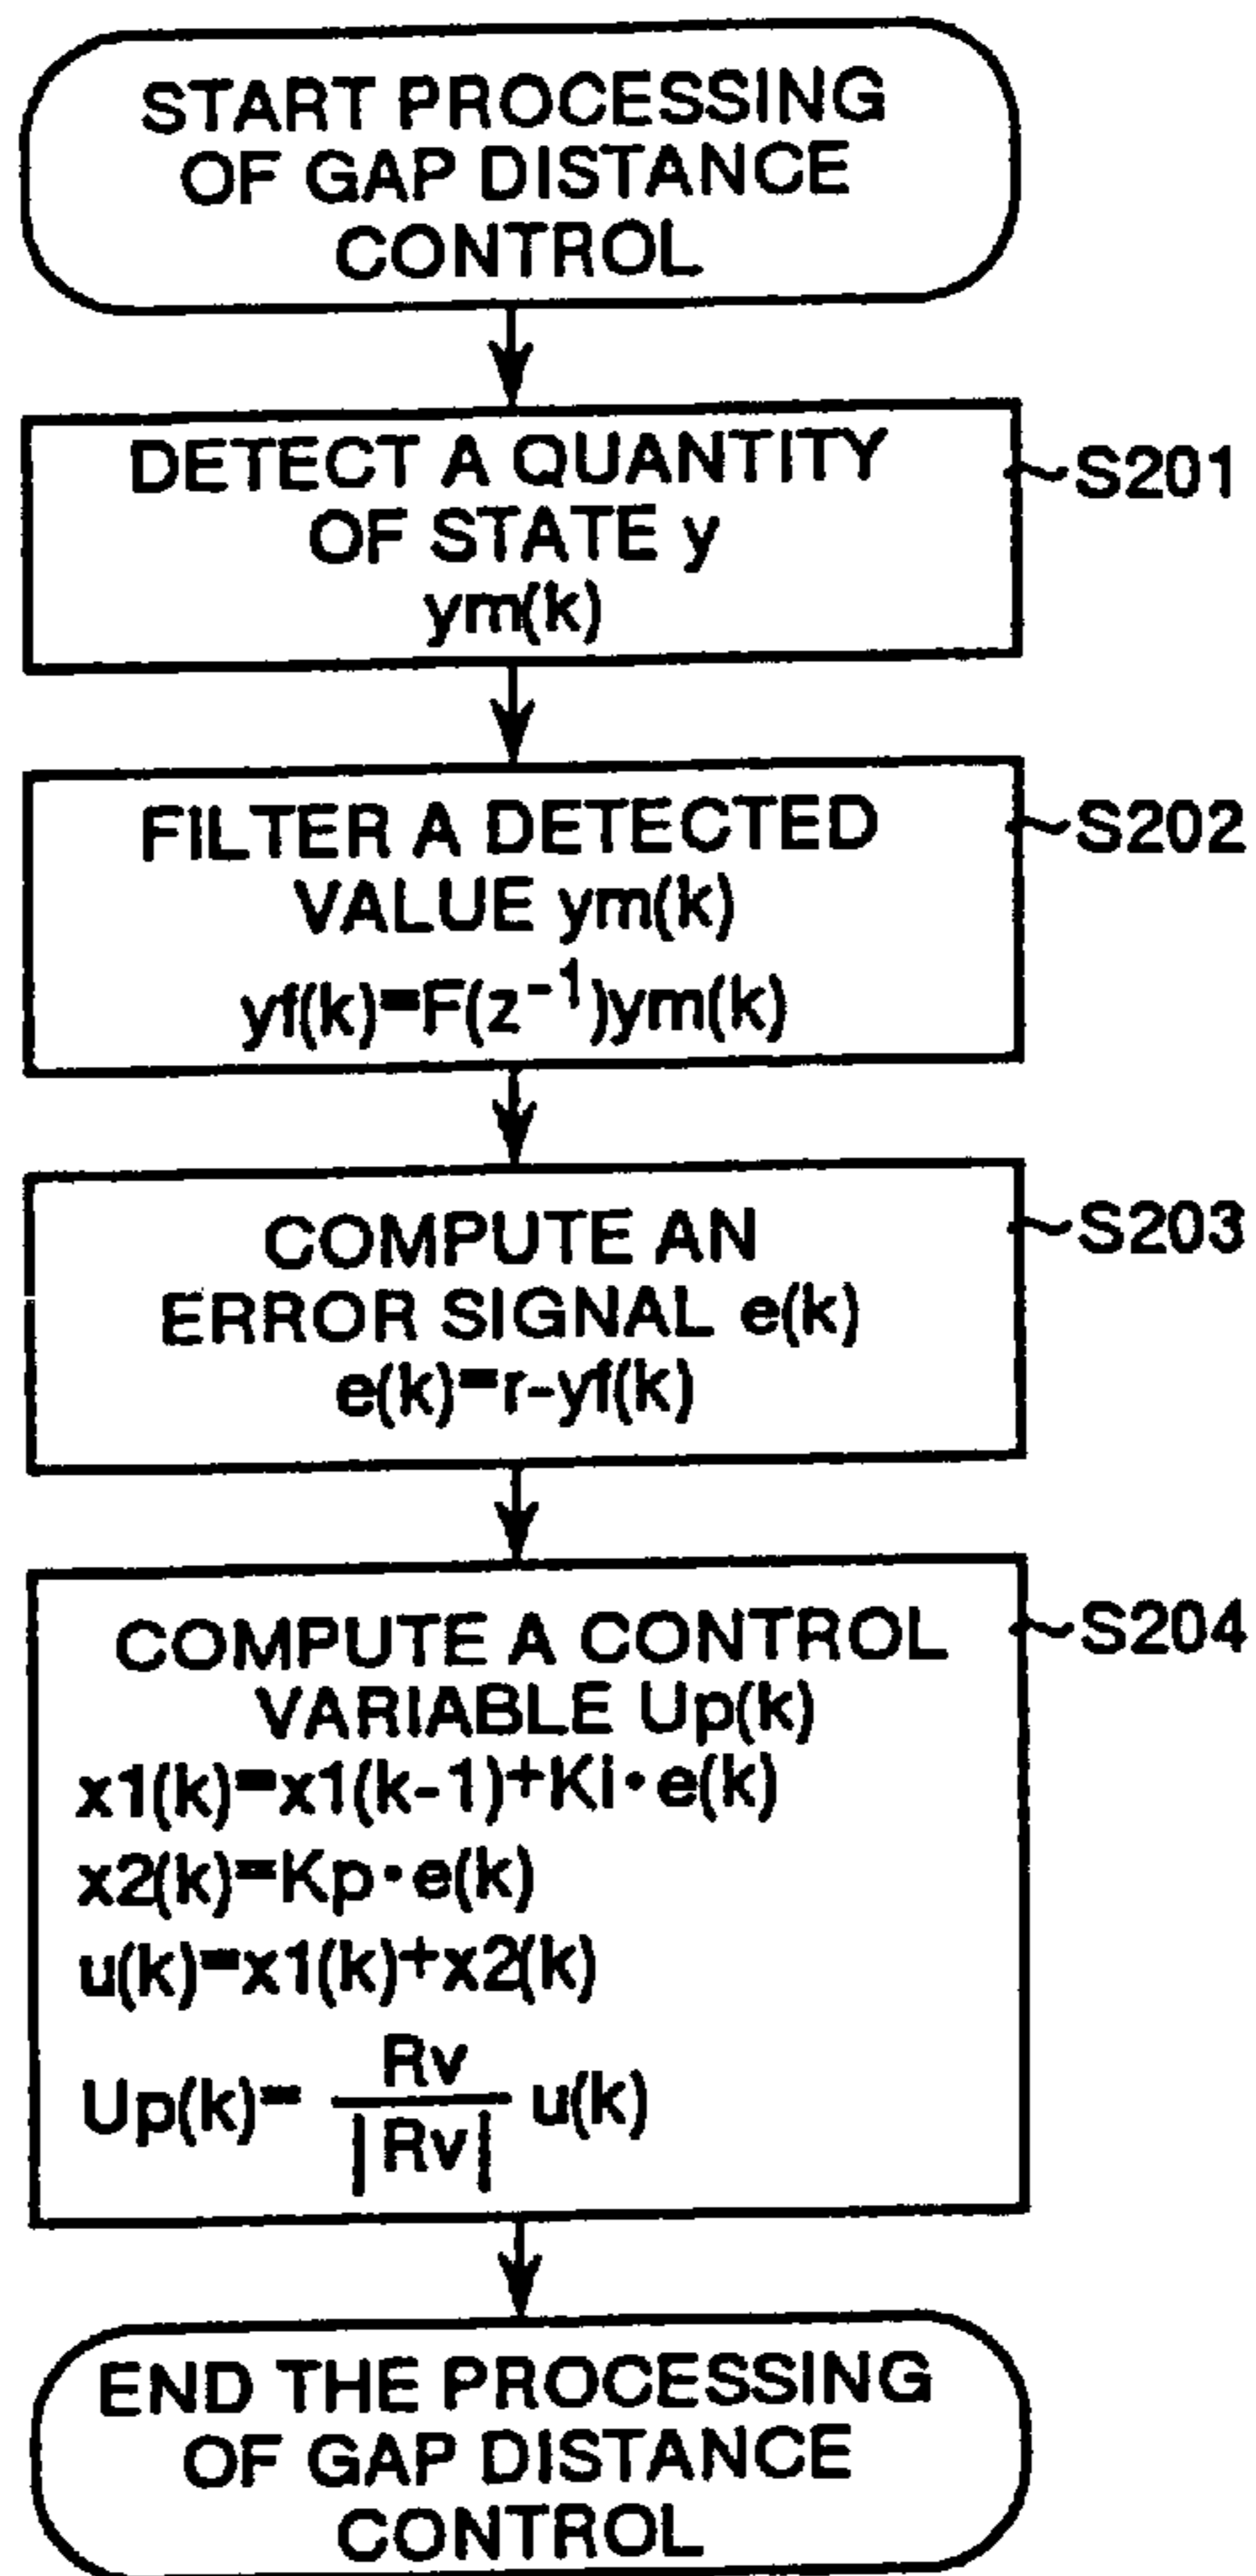 START PROCESSING
OF GAP DISTANCE
CONTROL
DETECT A QUANTITY
OF STATE y
ym(k)
S201
FILTER A DETECTED
VALUE ym(k)
yf(k)=F(z⁻¹)ym(k)
S202
COMPUTE AN
ERROR SIGNAL e(k)
e(k)=r-yf(k)
S203
COMPUTE A CONTROL
VARIABLE Up(k)
x1(k)=x1(k-1)+Ki·e(k)
x2(k)=Kp·e(k)
u(k)=x1(k)+x2(k)
Up(k)= Rv/|Rv| u(k)
S204
END THE PROCESSING
OF GAP DISTANCE
CONTROL